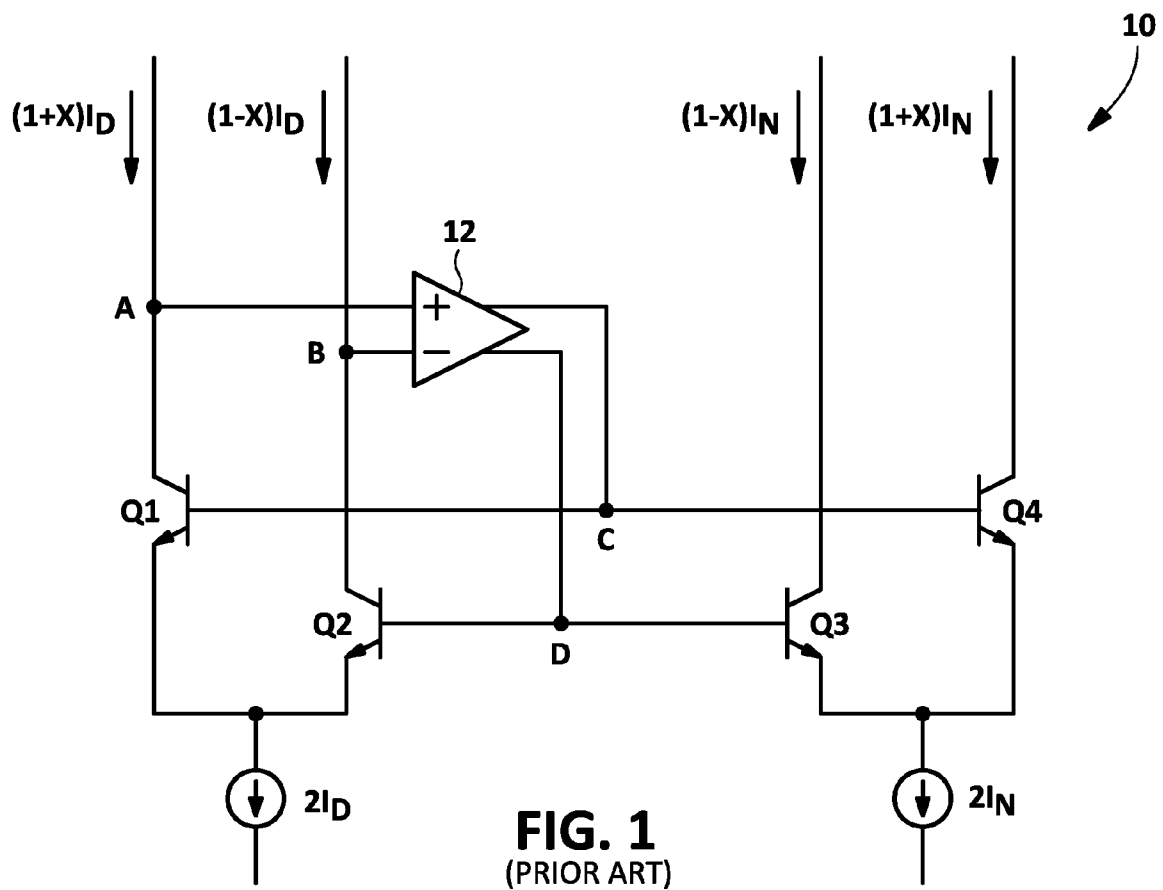 10
(1+X)I_D
(1-X)I_D
(1-X)I_N
(1+X)I_N
12
A
+
B
−
Q1
C
Q4
Q2
D
Q3
2I_D
2I_N
FIG. 1
(PRIOR ART)